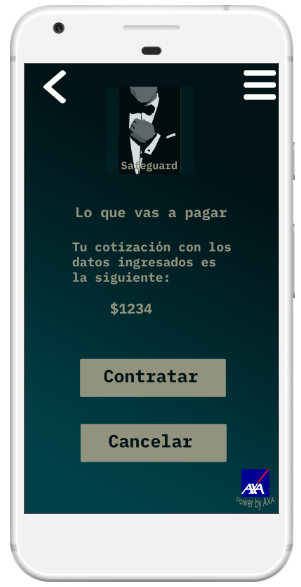 Safeguard
Lo que vas a pagar
Tu cotización con los
datos ingresados es
la siguiente:
$1234
Contratar
Cancelar
AXA
Power by AXA